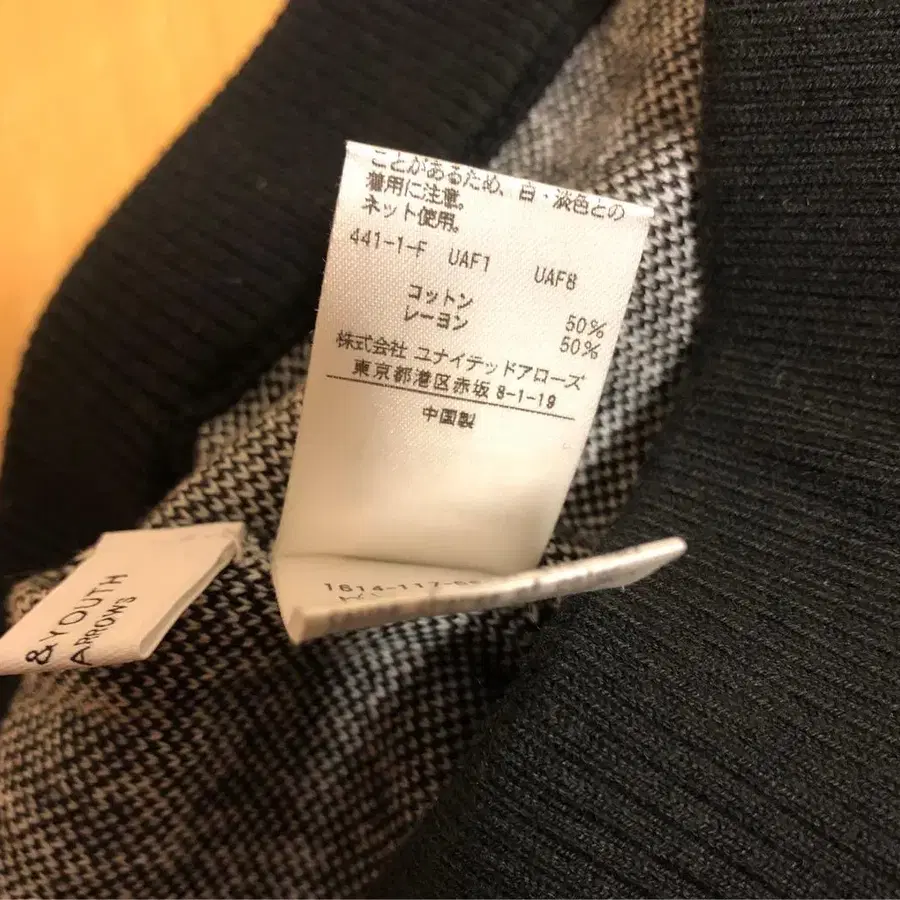 ことがあるため、白・淡色との
着用に注意。
ネット使用。
441-1-F UAF1 UAF8
コットン 50%
レーヨン 50%
株式会社 ユナイテッドアローズ
東京都港区赤坂 8-1-19
中国製
1614-117-
&YOUTH
ARROWS